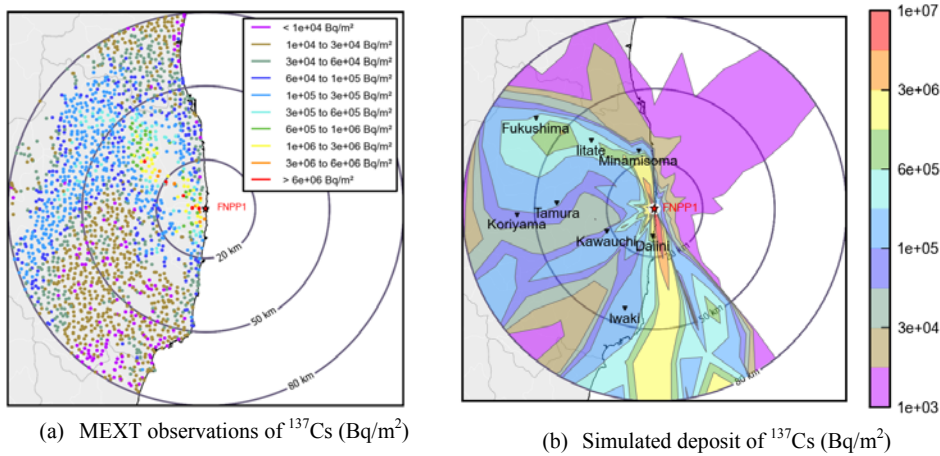 < 1e+04 Bq/m²
1e+04 to 3e+04 Bq/m²
3e+04 to 6e+04 Bq/m²
6e+04 to 1e+05 Bq/m²
1e+05 to 3e+05 Bq/m²
3e+05 to 6e+05 Bq/m²
6e+05 to 1e+06 Bq/m²
1e+06 to 3e+06 Bq/m²
3e+06 to 6e+06 Bq/m²
> 6e+06 Bq/m²
FNPP1
20 km
50 km
80 km
(a) MEXT observations of ¹³⁷Cs (Bq/m²)
Fukushima
Iitate
Minamisoma
FNPP1
Tamura
Koriyama
Kawauchi
Daiini
20 km
Iwaki
50 km
80 km
1e+07
3e+06
6e+05
1e+05
3e+04
1e+03
(b) Simulated deposit of ¹³⁷Cs (Bq/m²)